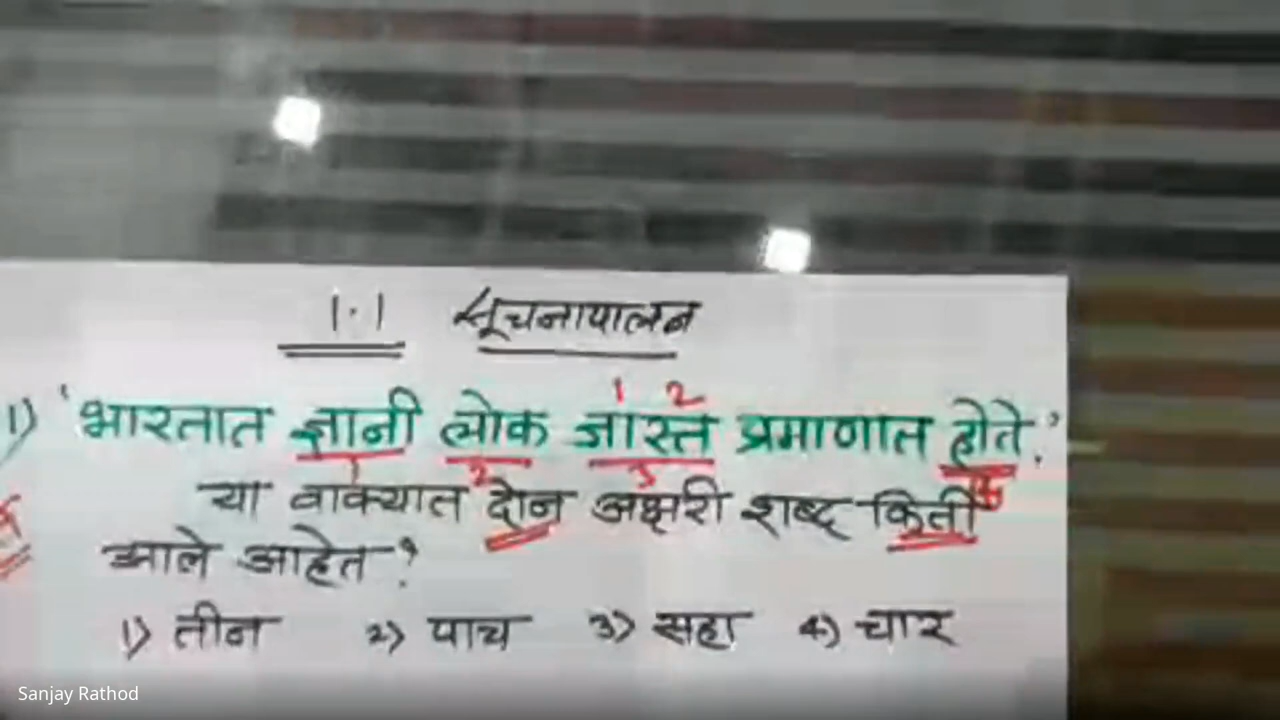 1.1 सूचनापालन
1) 'भारतात ज्ञानी लोक जास्त प्रमाणात होते.'
या वाक्यात दोन अक्षरी शब्द किती
आले आहेत?
1) तीन 2) पाच 3) सहा 4) चार
Sanjay Rathod